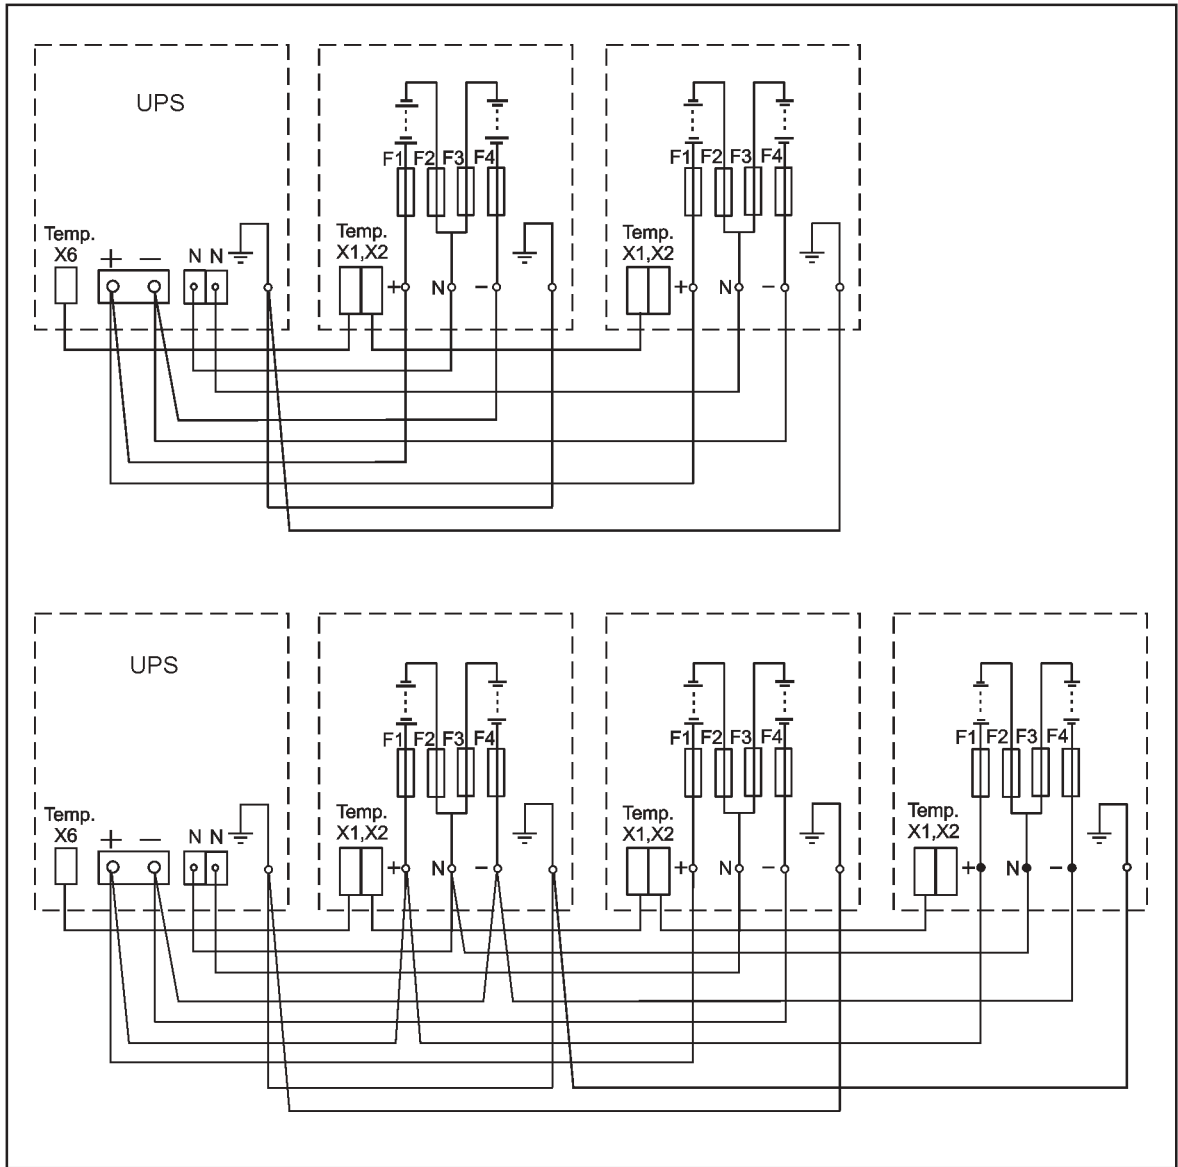 UPS
F1 F2 F3 F4
F1 F2 F3 F4
Temp.
X6
+ — N N
Temp.
X1,X2
+ N –
Temp.
X1,X2
+ N –
UPS
F1 F2 F3 F4
F1 F2 F3 F4
F1 F2 F3 F4
Temp.
X6
+ — N N
Temp.
X1,X2
+ N –
Temp.
X1,X2
+ N –
Temp.
X1,X2
+ N –